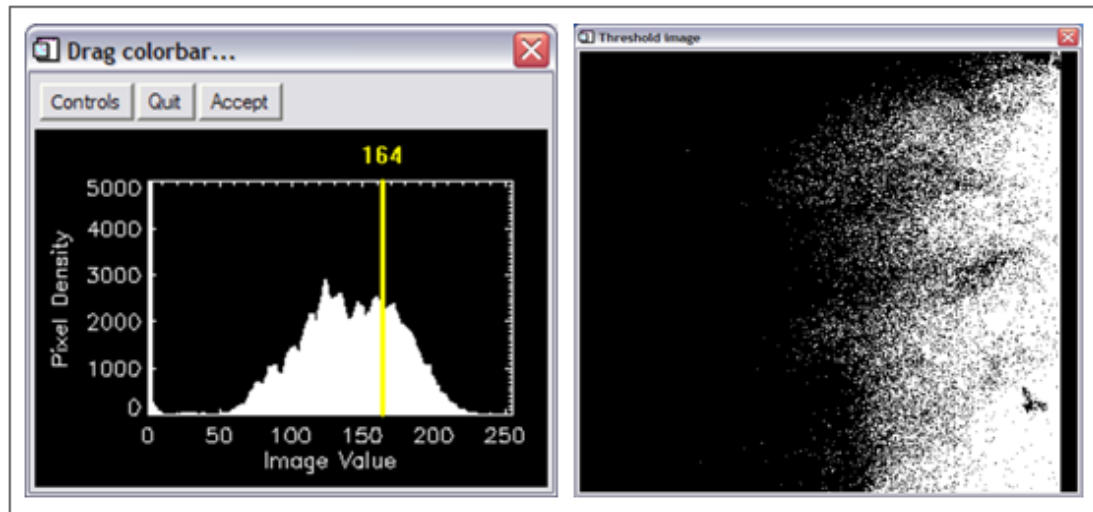 Drag colorbar...
Controls Quit Accept
164
5000
4000
3000
2000
1000
0
Pixel Density
0 50 100 150 200 250
Image Value
Threshold image